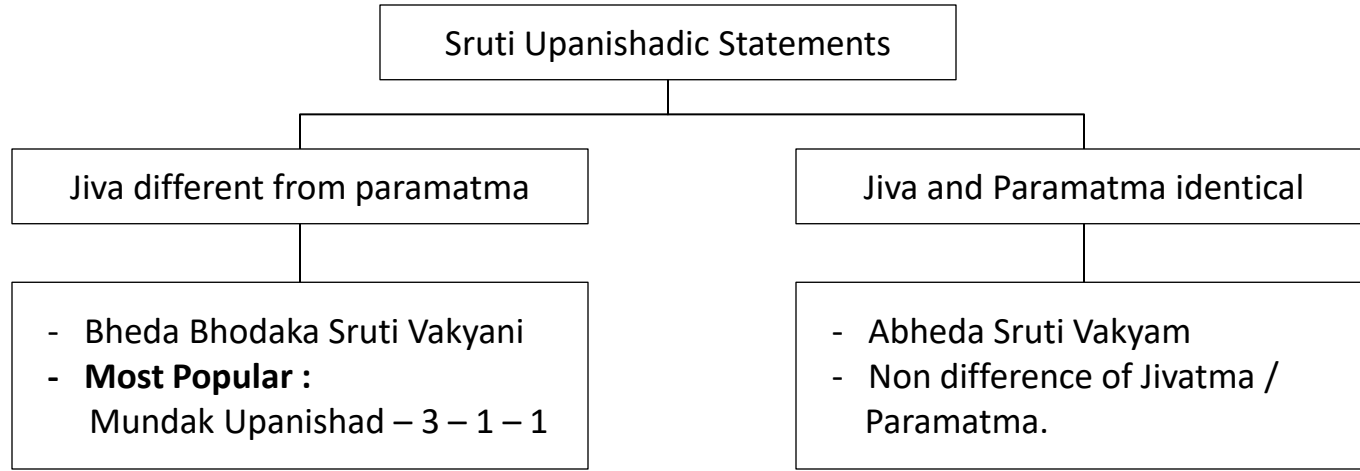 Sruti Upanishadic Statements
Jiva different from paramatma
Jiva and Paramatma identical
- Bheda Bhodaka Sruti Vakyani
- Most Popular :
Mundak Upanishad – 3 – 1 – 1
- Abheda Sruti Vakyam
- Non difference of Jivatma /
Paramatma.